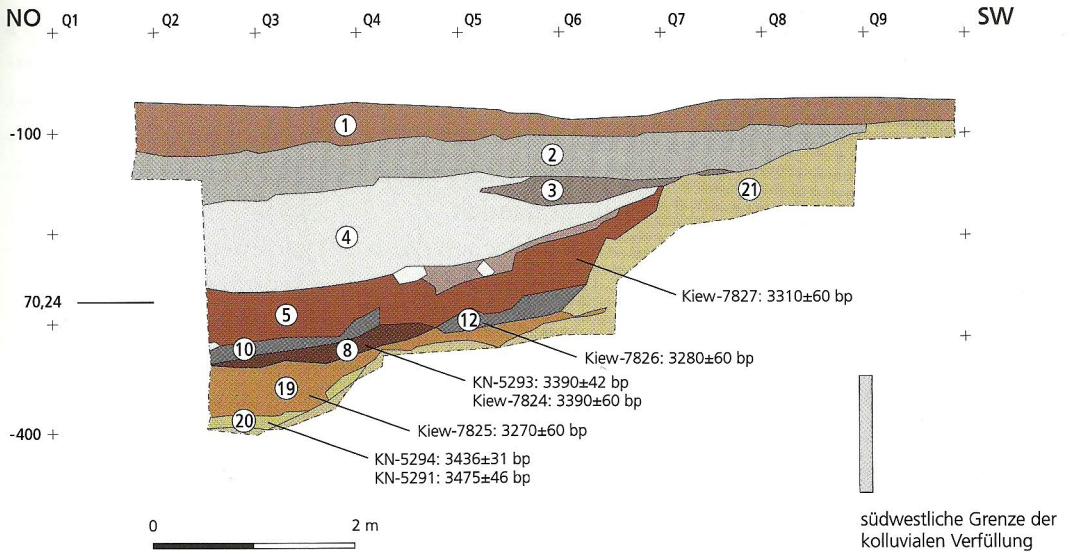 NO Q1 Q2 Q3 Q4 Q5 Q6 Q7 Q8 Q9 SW
-100
1
2
3
21
4
70,24
5
Kiew-7827: 3310±60 bp
12
10
8
Kiew-7826: 3280±60 bp
KN-5293: 3390±42 bp
Kiew-7824: 3390±60 bp
19
Kiew-7825: 3270±60 bp
20
-400
KN-5294: 3436±31 bp
KN-5291: 3475±46 bp
0 2 m
südwestliche Grenze der
kolluvialen Verfüllung